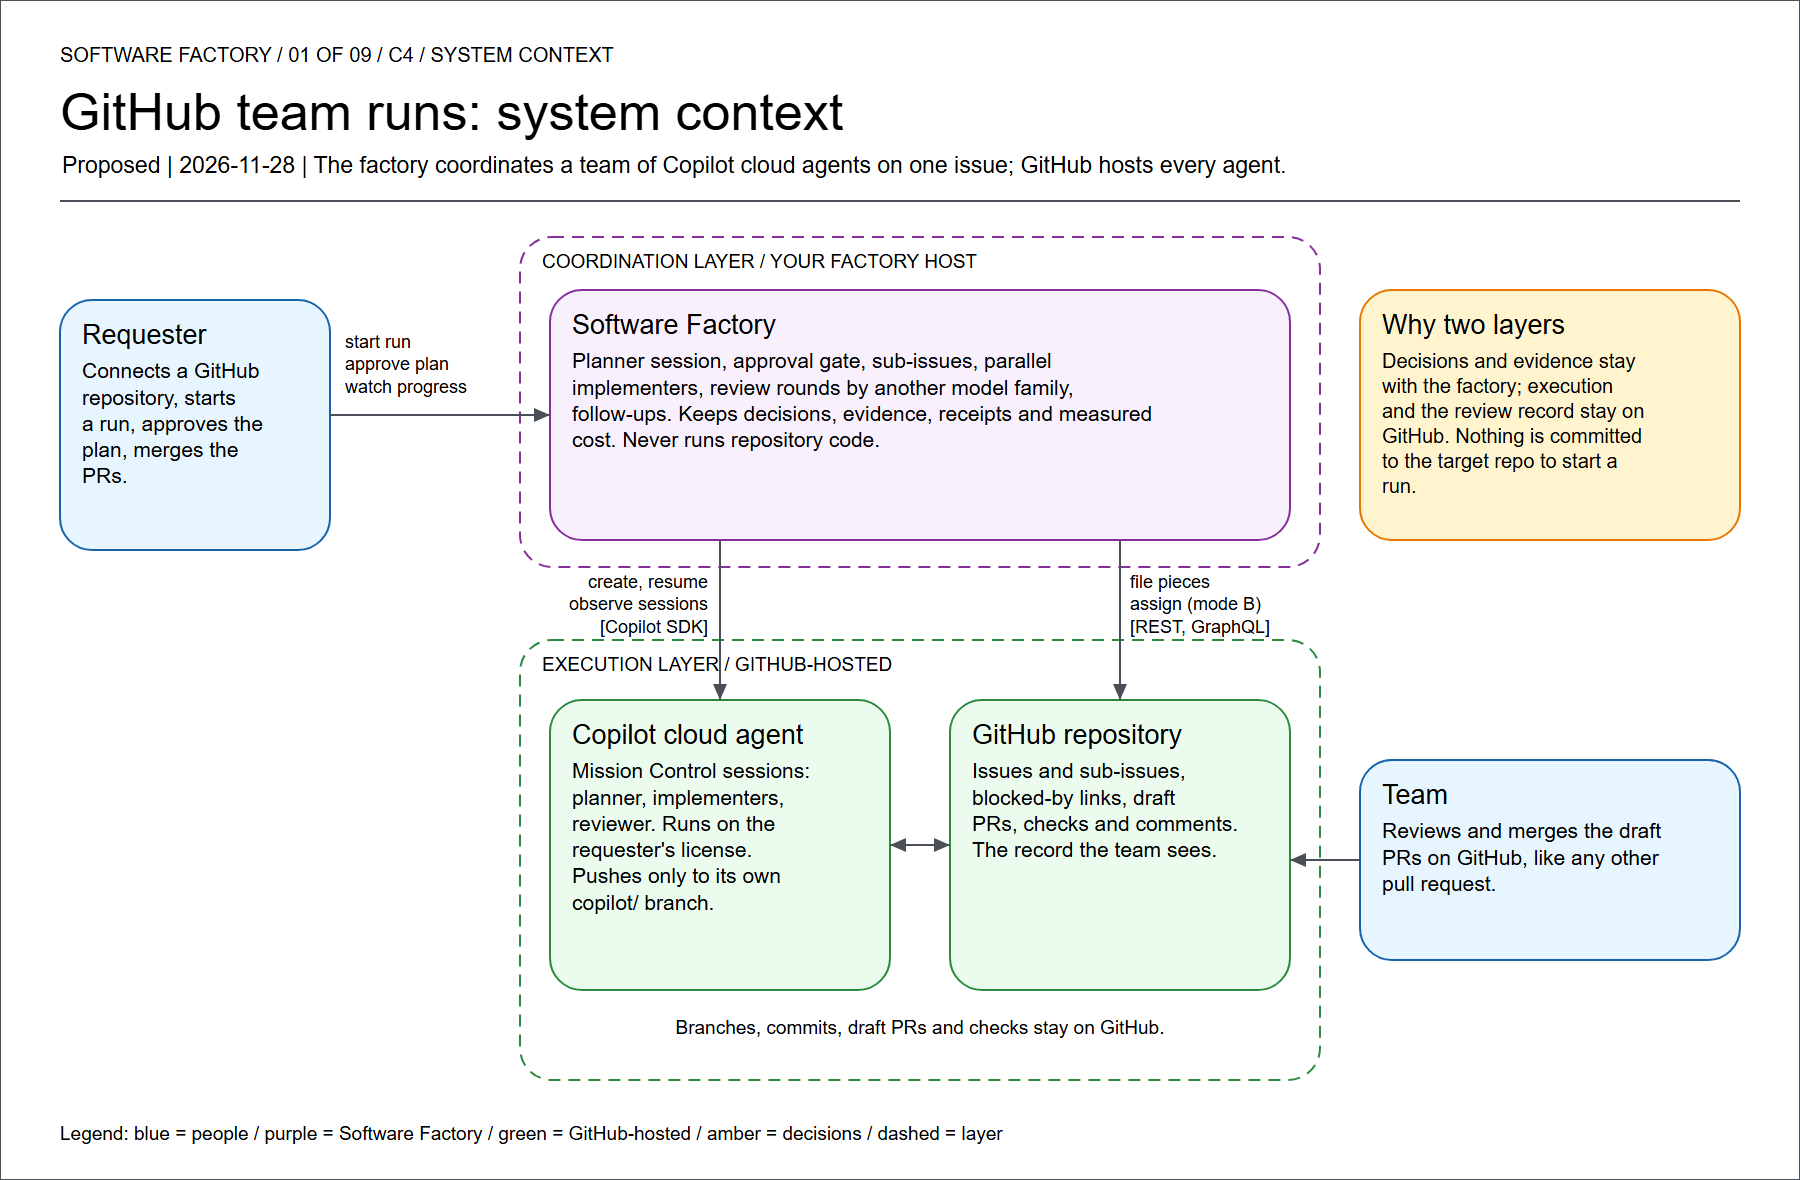 SOFTWARE FACTORY / 01 OF 09 / C4 / SYSTEM CONTEXT
GitHub team runs: system context
Proposed | 2026-11-28 | The factory coordinates a team of Copilot cloud agents on one issue; GitHub hosts every agent.
COORDINATION LAYER / YOUR FACTORY HOST
Requester
Connects a GitHub
repository, starts
a run, approves the
plan, merges the
PRs.
start run
approve plan
watch progress
Software Factory
Planner session, approval gate, sub-issues, parallel
implementers, review rounds by another model family,
follow-ups. Keeps decisions, evidence, receipts and measured
cost. Never runs repository code.
Why two layers
Decisions and evidence stay
with the factory; execution
and the review record stay on
GitHub. Nothing is committed
to the target repo to start a
run.
create, resume
observe sessions
[Copilot SDK]
file pieces
assign (mode B)
[REST, GraphQL]
EXECUTION LAYER / GITHUB-HOSTED
Copilot cloud agent
Mission Control sessions:
planner, implementers,
reviewer. Runs on the
requester's license.
Pushes only to its own
copilot/ branch.
GitHub repository
Issues and sub-issues,
blocked-by links, draft
PRs, checks and comments.
The record the team sees.
Team
Reviews and merges the draft
PRs on GitHub, like any other
pull request.
Branches, commits, draft PRs and checks stay on GitHub.
Legend: blue = people / purple = Software Factory / green = GitHub-hosted / amber = decisions / dashed = layer